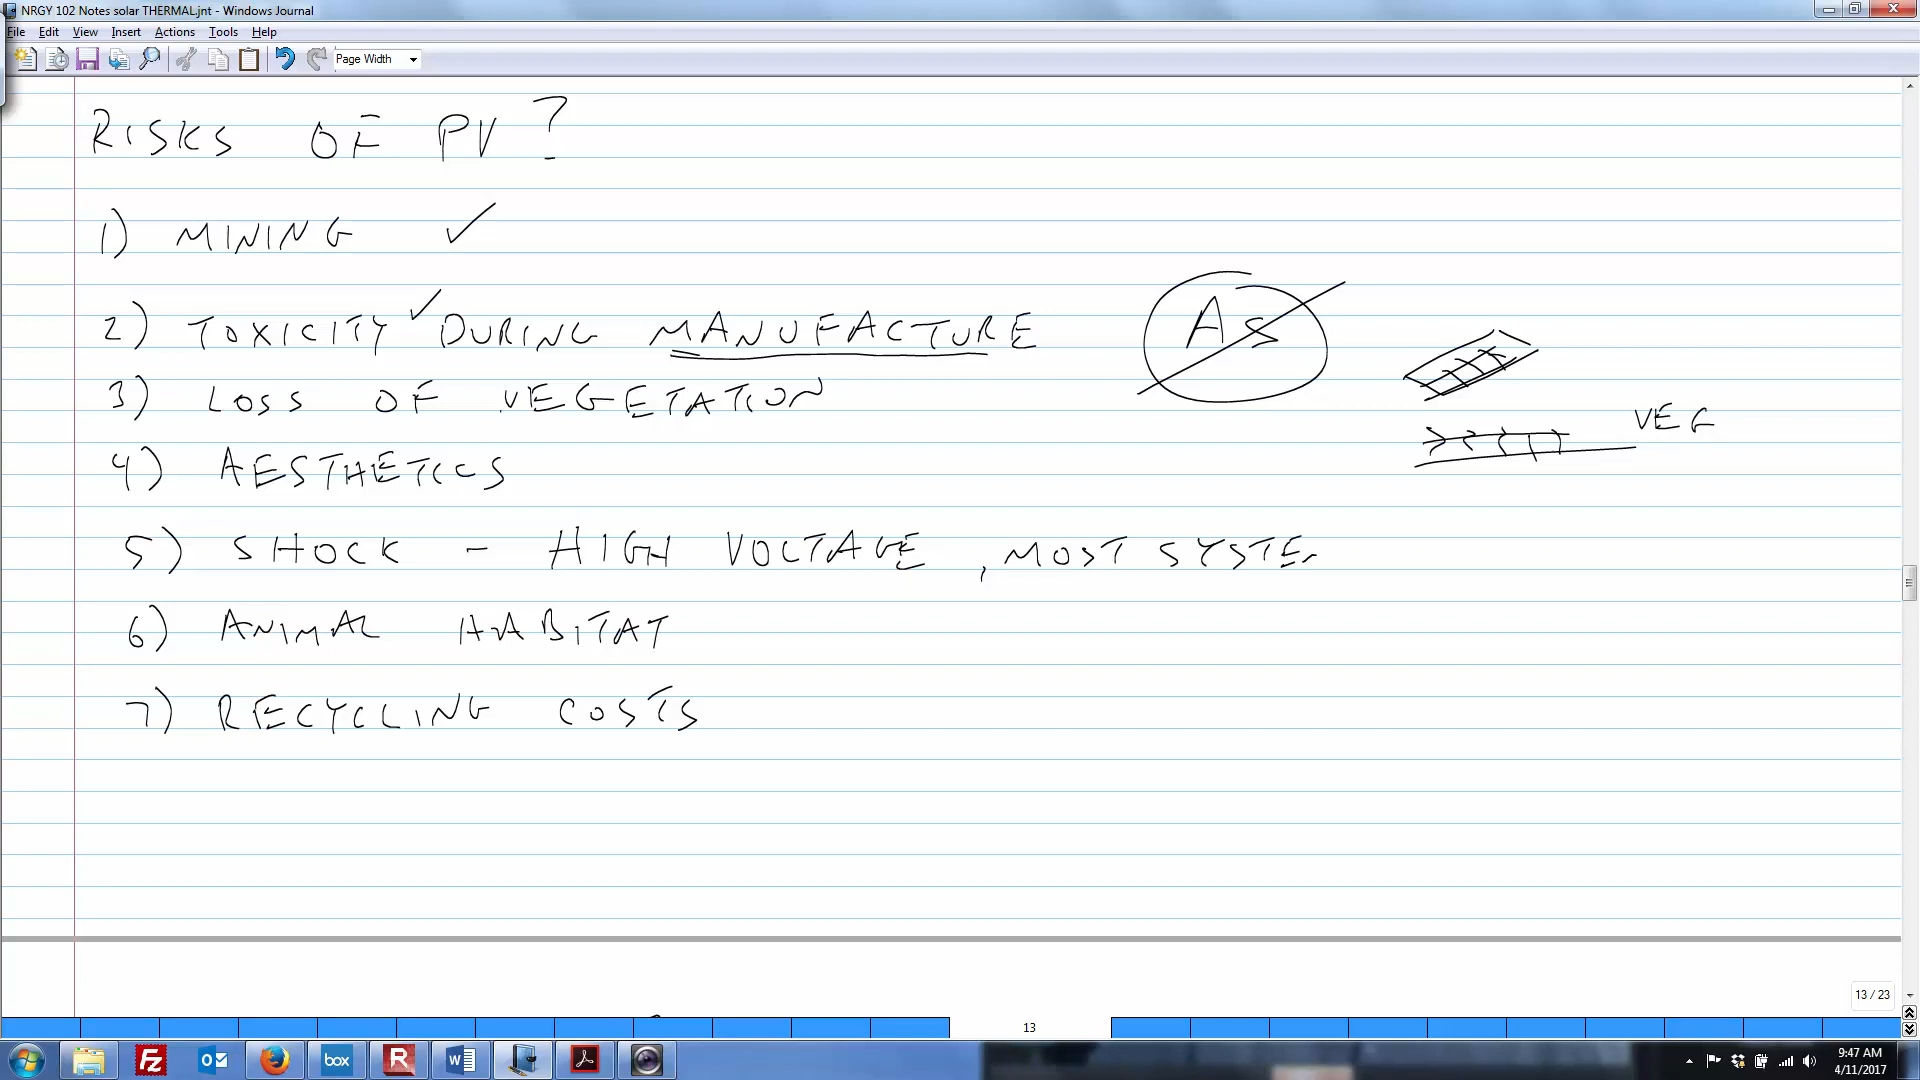 NRGY 102 Notes solar THERMAL.jnt - Windows Journal
File Edit View Insert Actions Tools Help
Page Width
RISKS OF PV ?
1) MINING ✓
2) TOXICITY ✓ DURING MANUFACTURE
As
3) LOSS OF VEGETATION
VEG
4) AESTHETICS
5) SHOCK - HIGH VOLTAGE, MOST SYSTE
6) ANIMAL HABITAT
7) RECYCLING COSTS
13 / 23
13
Fz
box
R
W
9:47 AM
4/11/2017